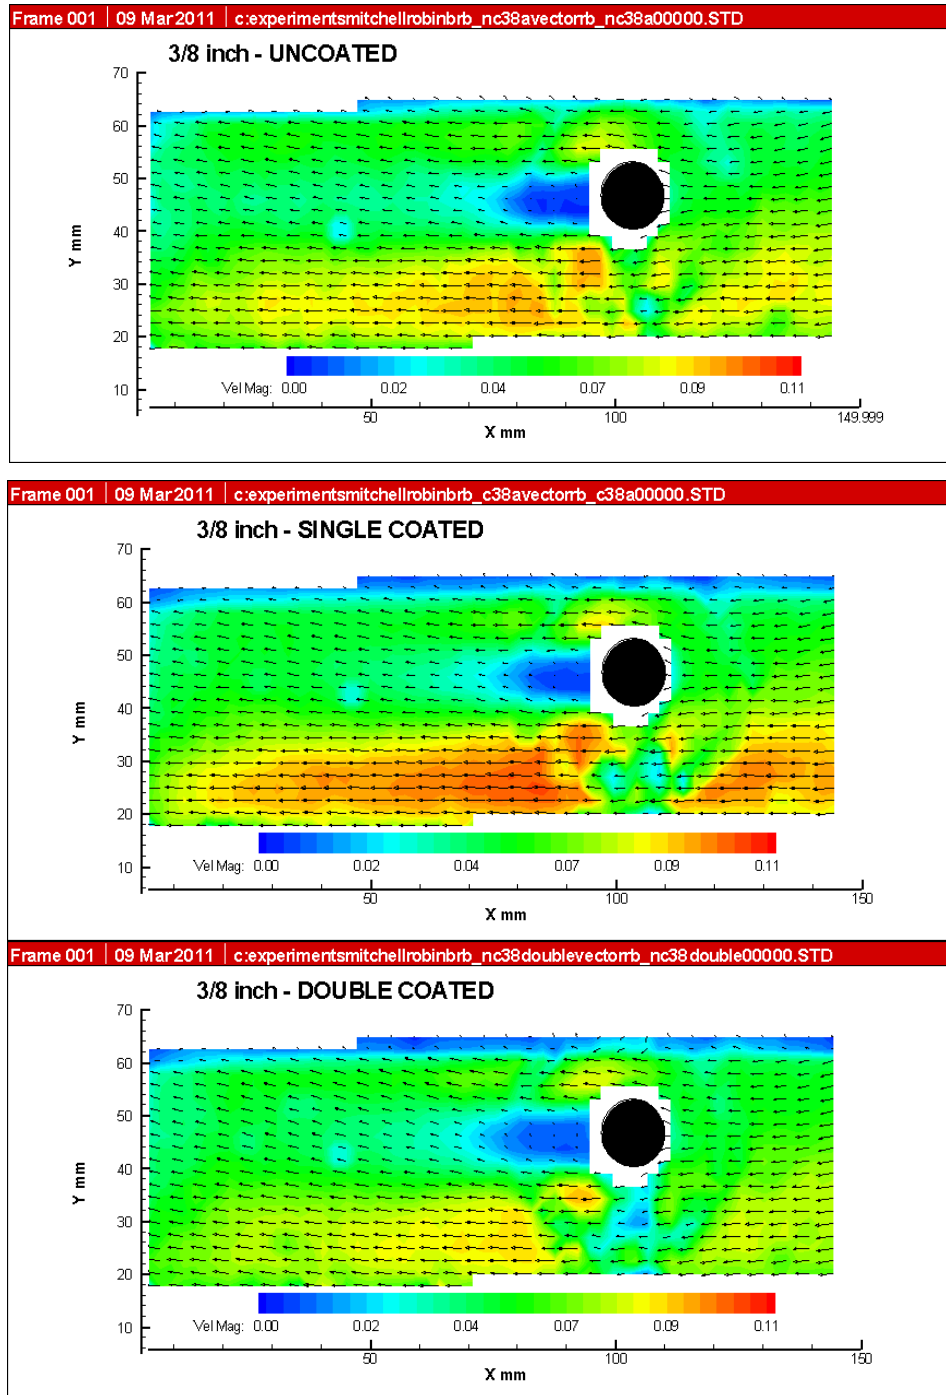 Frame 001 | 09 Mar 2011 | c:experimentsmitchellrobinbrb_nc38avectorrb_nc38a00000.STD
3/8 inch - UNCOATED
70
60
50
40
30
20
10
Y mm
Vel Mag: 0.00 0.02 0.04 0.07 0.09 0.11
50 100 149.999
X mm
Frame 001 | 09 Mar 2011 | c:experimentsmitchellrobinbrb_c38avectorrb_c38a00000.STD
3/8 inch - SINGLE COATED
70
60
50
40
30
20
10
Y mm
Vel Mag: 0.00 0.02 0.04 0.07 0.09 0.11
50 100 150
X mm
Frame 001 | 09 Mar 2011 | c:experimentsmitchellrobinbrb_nc38doublevectorrb_nc38double00000.STD
3/8 inch - DOUBLE COATED
70
60
50
40
30
20
10
Y mm
Vel Mag: 0.00 0.02 0.04 0.07 0.09 0.11
50 100 150
X mm